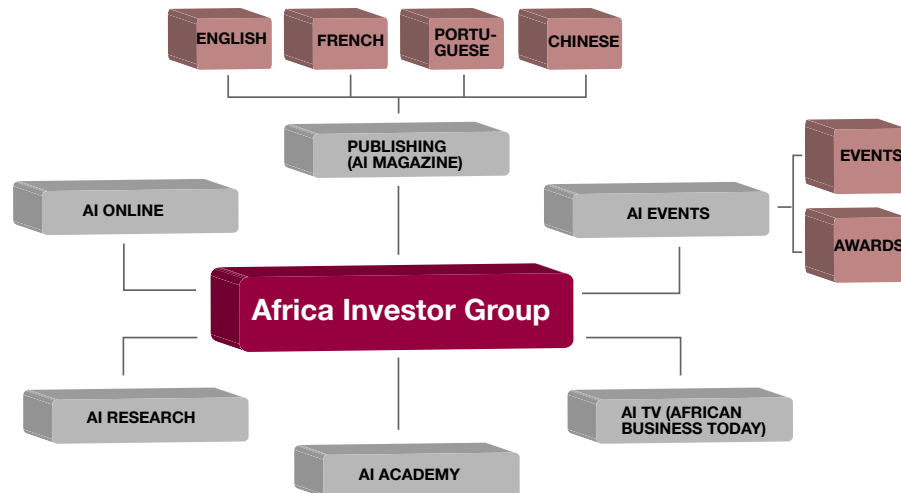 ENGLISH
FRENCH
PORTU-
GUESE
CHINESE
PUBLISHING
(AI MAGAZINE)
EVENTS
AI ONLINE
AI EVENTS
AWARDS
Africa Investor Group
AI RESEARCH
AI TV (AFRICAN
BUSINESS TODAY)
AI ACADEMY